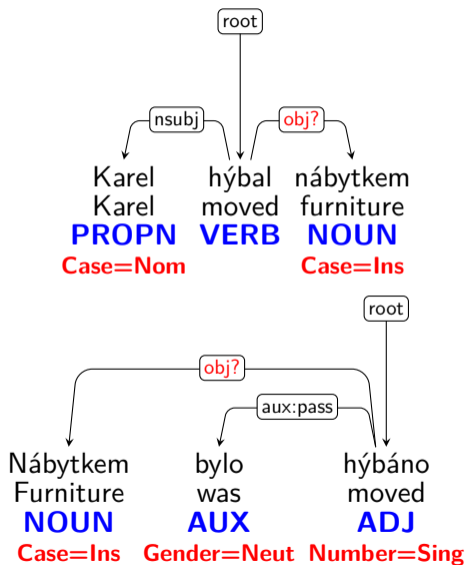 root
nsubj obj?
Karel hýbal nábytkem
Karel moved furniture
PROPN VERB NOUN
Case=Nom Case=Ins
root
obj?
aux:pass
Nábytkem bylo hýbáno
Furniture was moved
NOUN AUX ADJ
Case=Ins Gender=Neut Number=Sing